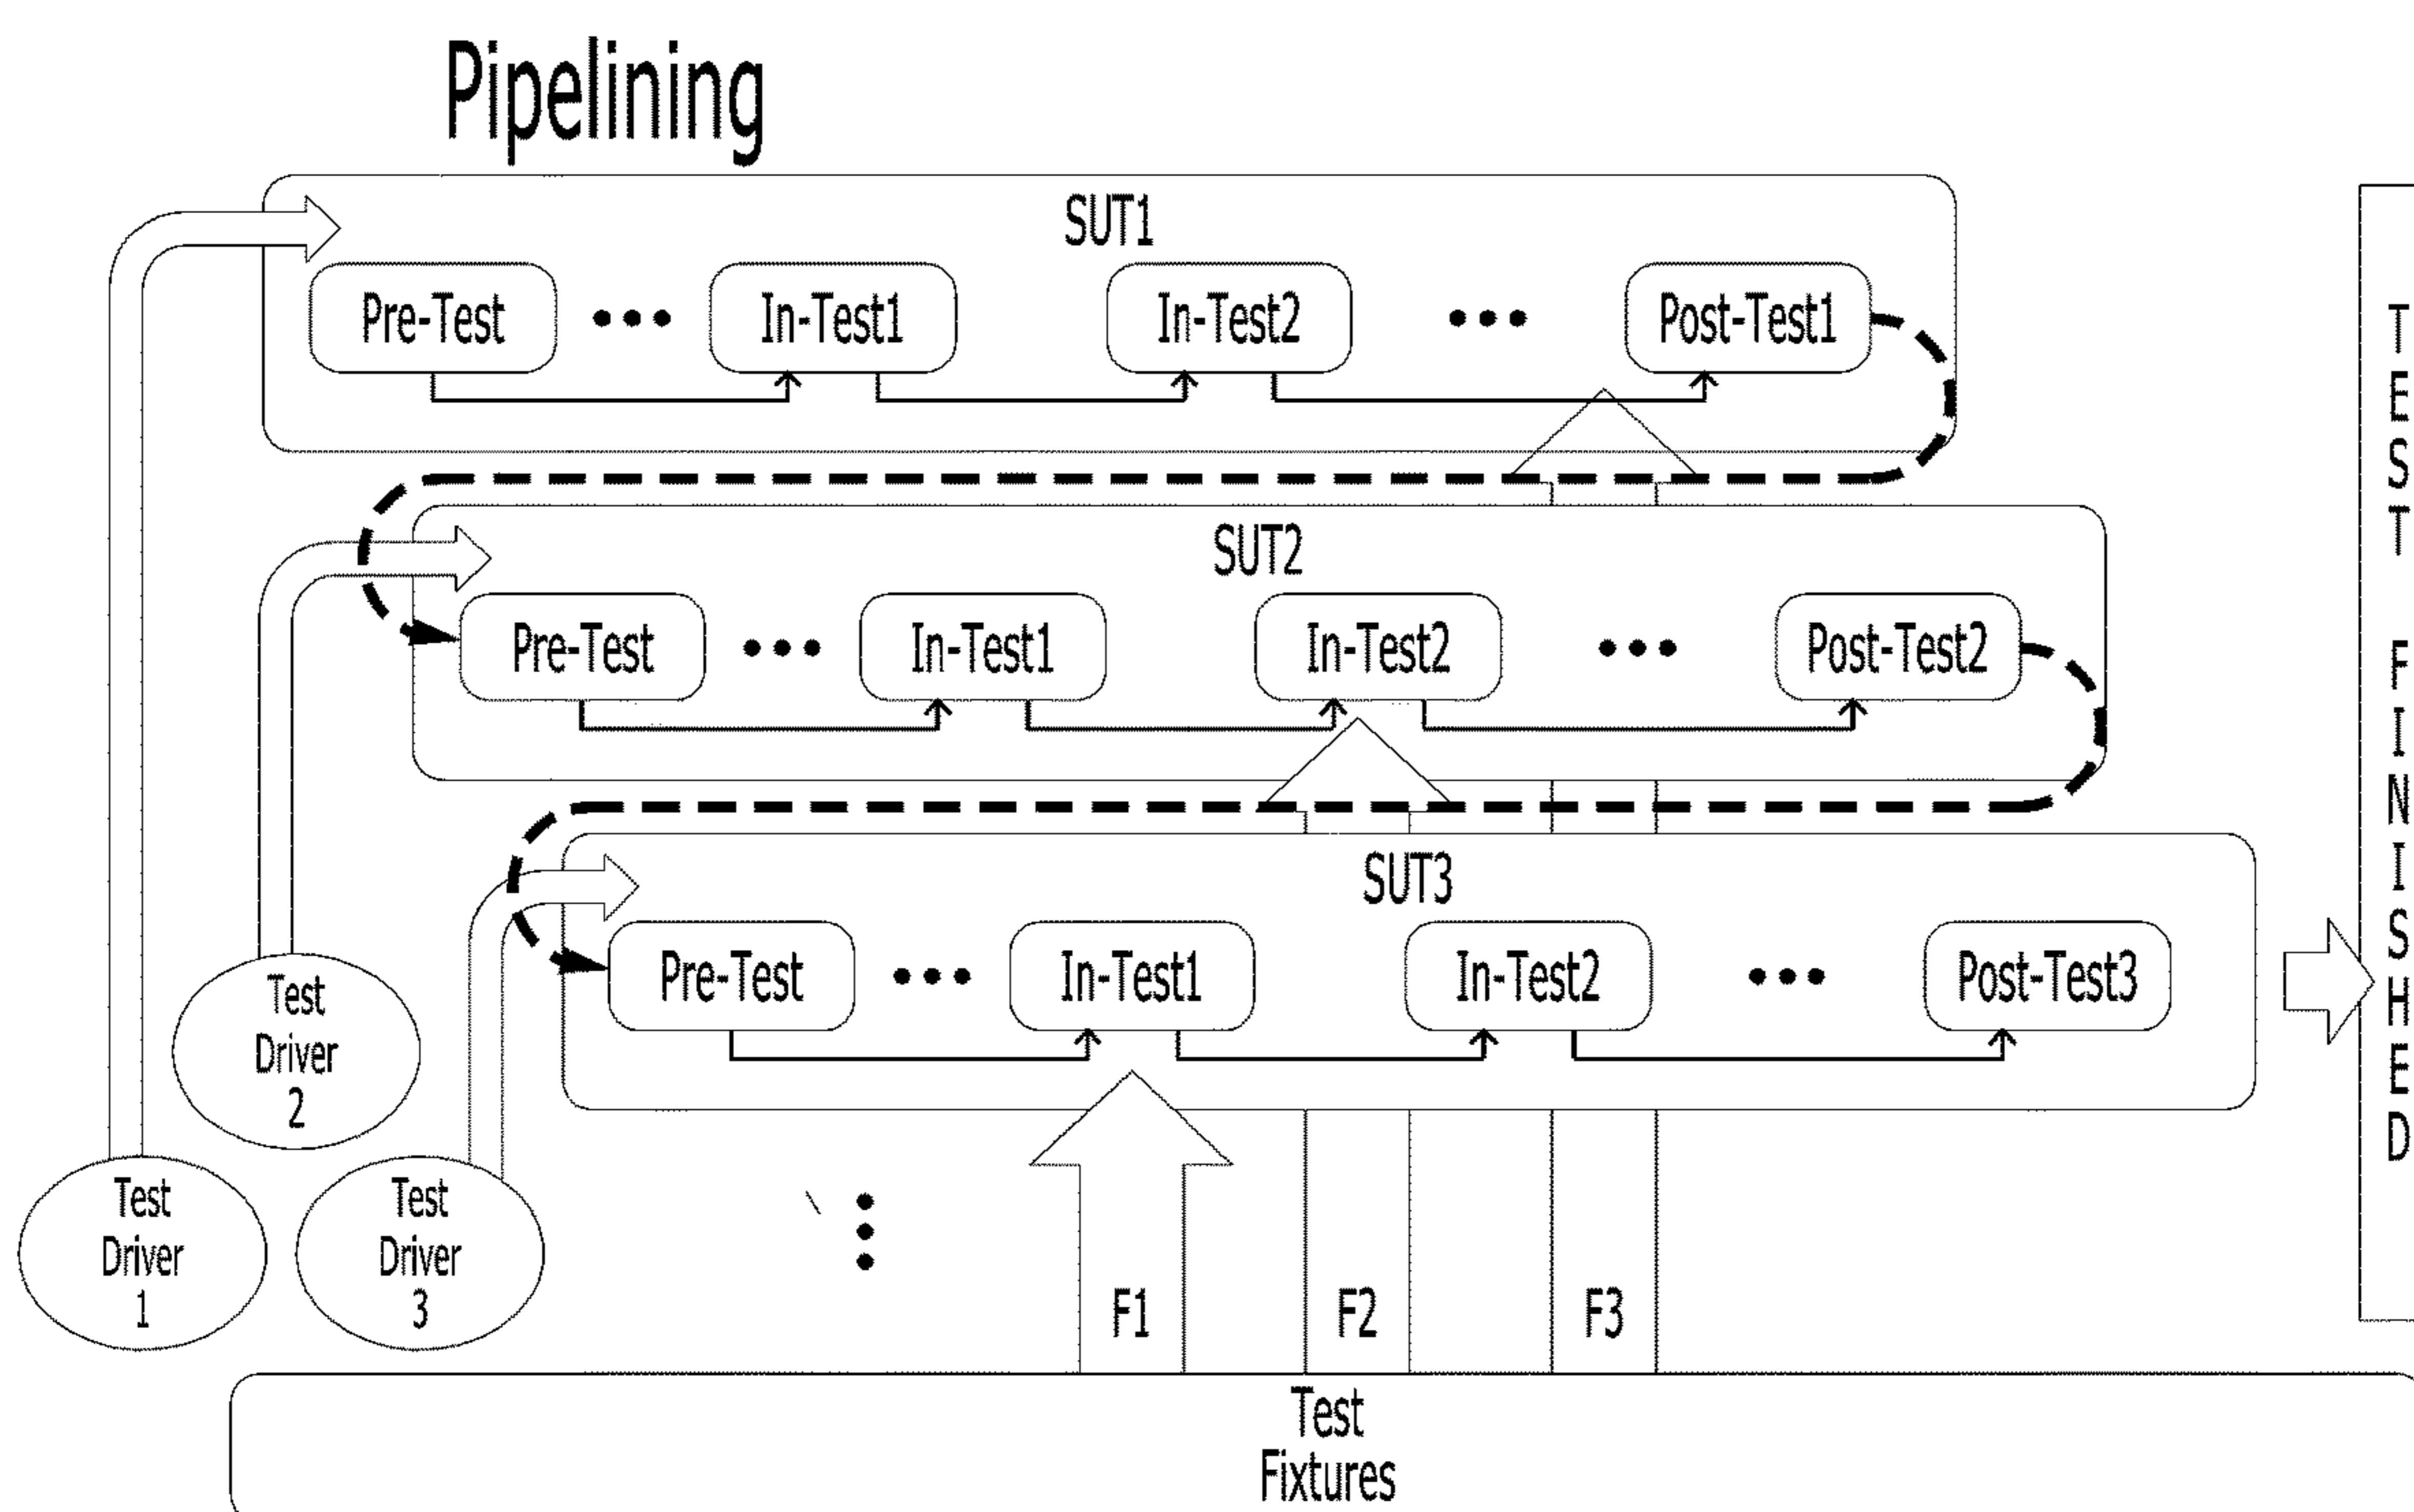 Pipelining
SUT1
Pre-Test ••• In-Test1 In-Test2 ••• Post-Test1
SUT2
Pre-Test ••• In-Test1 In-Test2 ••• Post-Test2
SUT3
Pre-Test ••• In-Test1 In-Test2 ••• Post-Test3
Test
Driver
2
Test
Driver
1
Test
Driver
3
F1 F2 F3
Test
Fixtures
TEST FINISHED